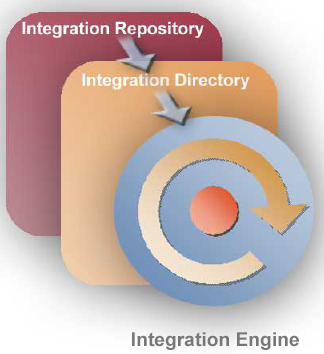 Integration Repository
Integration Directory
Integration Engine